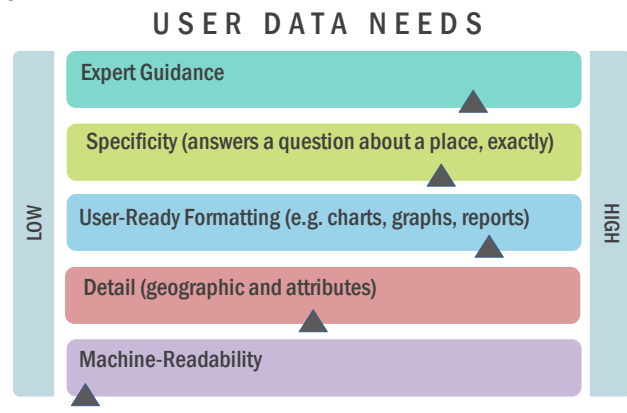 USER DATA NEEDS
Expert Guidance
Specificity (answers a question about a place, exactly)
User-Ready Formatting (e.g. charts, graphs, reports)
Detail (geographic and attributes)
Machine-Readability
LOW
HIGH